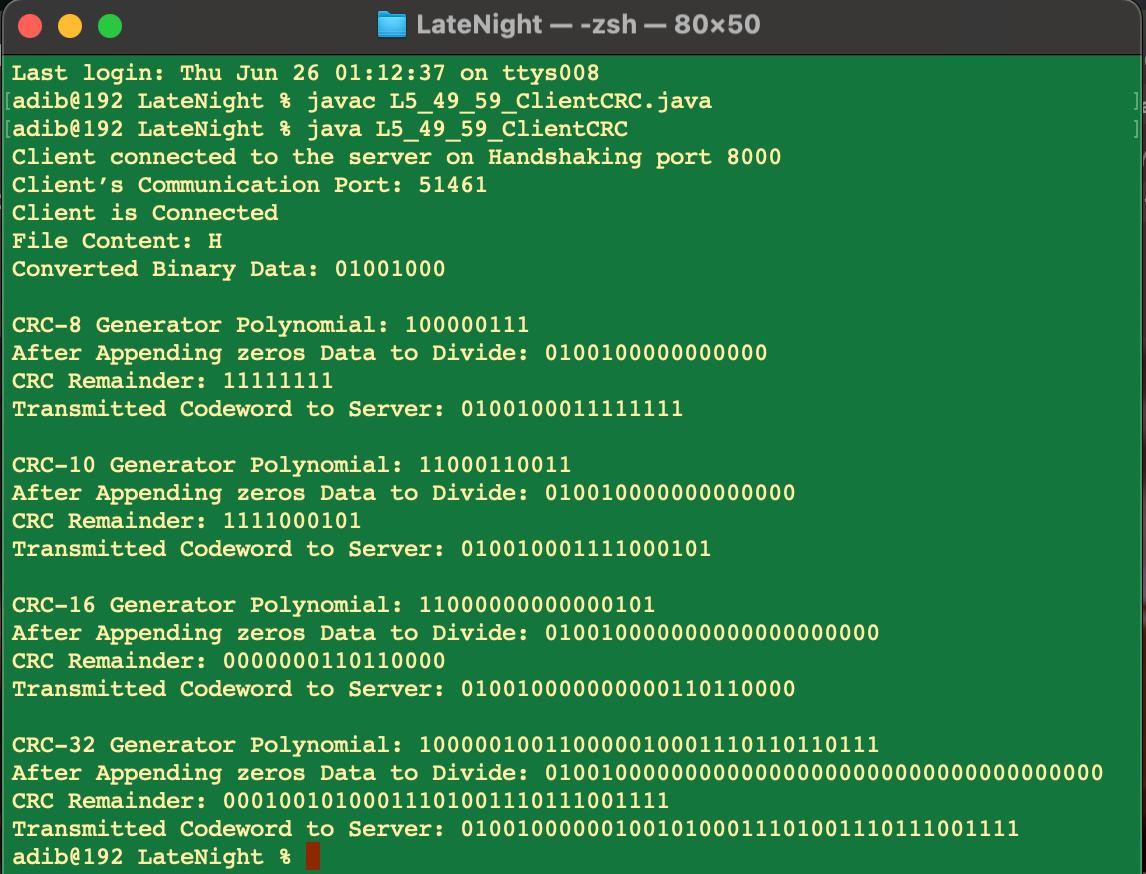 LateNight — -zsh — 80×50
Last login: Thu Jun 26 01:12:37 on ttys008
[adib@192 LateNight % javac L5_49_59_ClientCRC.java ]
[adib@192 LateNight % java L5_49_59_ClientCRC ]
Client connected to the server on Handshaking port 8000
Client’s Communication Port: 51461
Client is Connected
File Content: H
Converted Binary Data: 01001000
CRC-8 Generator Polynomial: 100000111
After Appending zeros Data to Divide: 0100100000000000
CRC Remainder: 11111111
Transmitted Codeword to Server: 0100100011111111
CRC-10 Generator Polynomial: 11000110011
After Appending zeros Data to Divide: 010010000000000000
CRC Remainder: 1111000101
Transmitted Codeword to Server: 010010001111000101
CRC-16 Generator Polynomial: 11000000000000101
After Appending zeros Data to Divide: 010010000000000000000000
CRC Remainder: 0000000110110000
Transmitted Codeword to Server: 010010000000000110110000
CRC-32 Generator Polynomial: 100000100110000010001110110110111
After Appending zeros Data to Divide: 0100100000000000000000000000000000000000
CRC Remainder: 00010010100011101001110111001111
Transmitted Codeword to Server: 0100100000010010100011101001110111001111
adib@192 LateNight %